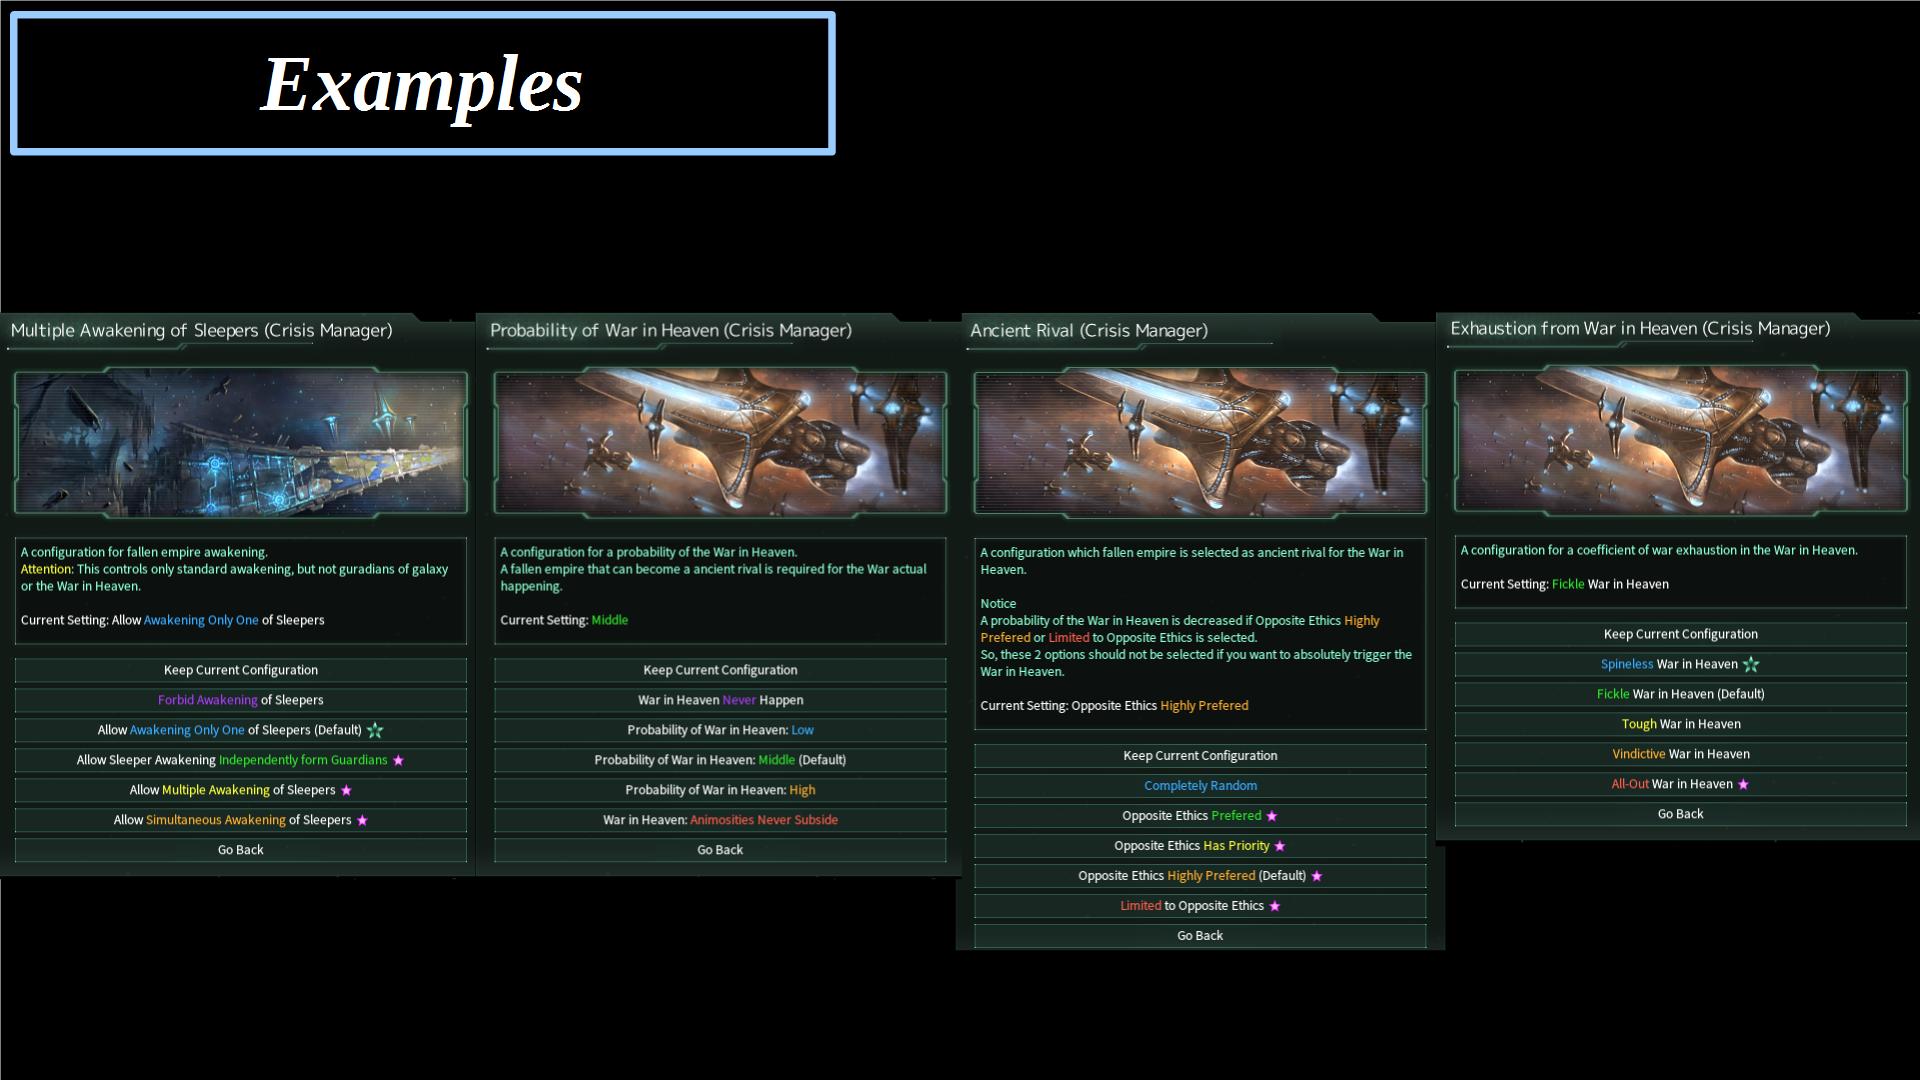 Examples
Multiple Awakening of Sleepers (Crisis Manager)
A configuration for fallen empire awakening.
Attention: This controls only standard awakening, but not guradians of galaxy
or the War in Heaven.
Current Setting: Allow Awakening Only One of Sleepers
Keep Current Configuration
Forbid Awakening of Sleepers
Allow Awakening Only One of Sleepers (Default)
Allow Sleeper Awakening Independently form Guardians
Allow Multiple Awakening of Sleepers
Allow Simultaneous Awakening of Sleepers
Go Back
Probability of War in Heaven (Crisis Manager)
A configuration for a probability of the War in Heaven.
A fallen empire that can become a ancient rival is required for the War actual
happening.
Current Setting: Middle
Keep Current Configuration
War in Heaven Never Happen
Probability of War in Heaven: Low
Probability of War in Heaven: Middle (Default)
Probability of War in Heaven: High
War in Heaven: Animosities Never Subside
Go Back
Ancient Rival (Crisis Manager)
A configuration which fallen empire is selected as ancient rival for the War in
Heaven.
Notice
A probability of the War in Heaven is decreased if Opposite Ethics Highly
Prefered or Limited to Opposite Ethics is selected.
So, these 2 options should not be selected if you want to absolutely trigger the
War in Heaven.
Current Setting: Opposite Ethics Highly Prefered
Keep Current Configuration
Completely Random
Opposite Ethics Prefered
Opposite Ethics Has Priority
Opposite Ethics Highly Prefered (Default)
Limited to Opposite Ethics
Go Back
Exhaustion from War in Heaven (Crisis Manager)
A configuration for a coefficient of war exhaustion in the War in Heaven.
Current Setting: Fickle War in Heaven
Keep Current Configuration
Spineless War in Heaven
Fickle War in Heaven (Default)
Tough War in Heaven
Vindictive War in Heaven
All-Out War in Heaven
Go Back